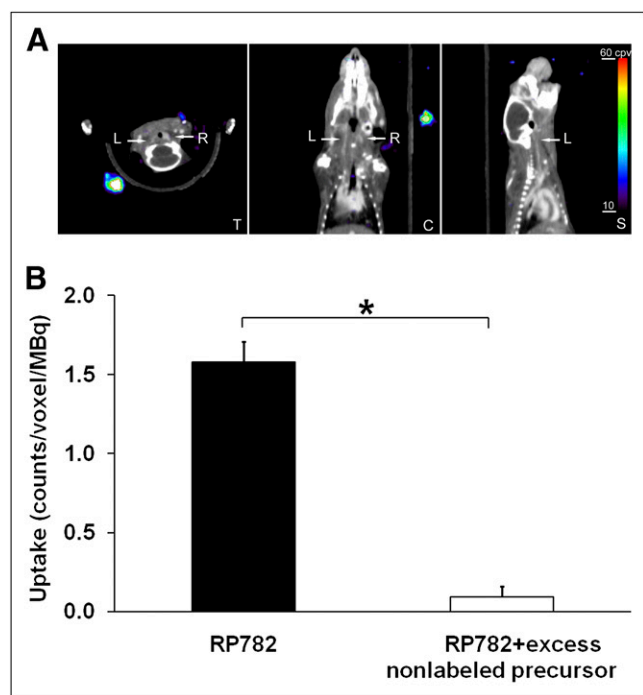 A
60 cpv
L
R
L
R
L
10
T
C
S
B
2.0
*
1.5
1.0
0.5
0.0
Uptake (counts/voxel/MBq)
RP782
RP782+excess
nonlabeled precursor